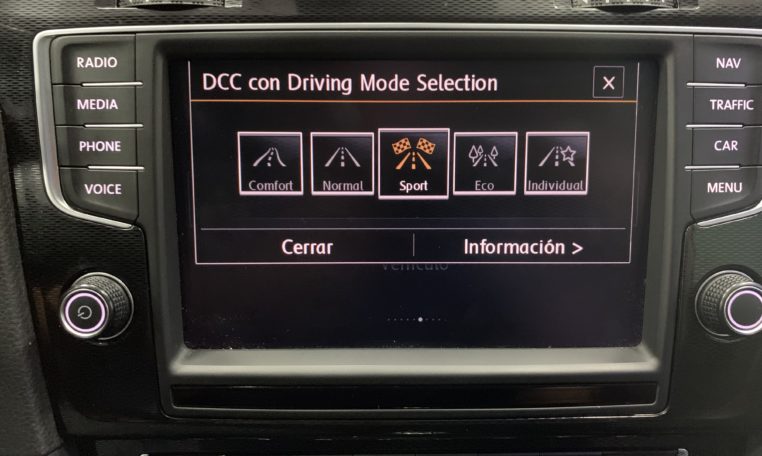 RADIO
MEDIA
PHONE
VOICE
DCC con Driving Mode Selection
X
Comfort
Normal
Sport
Eco
Individual
Cerrar
Información >
Vehículo
NAV
TRAFFIC
CAR
MENU